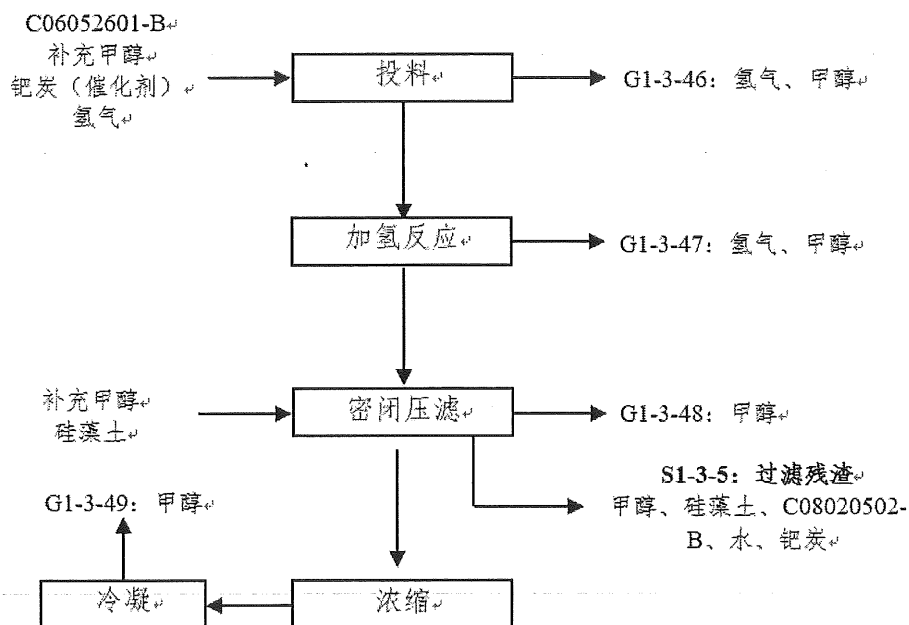 C06052601-B
补充甲醇
钯炭（催化剂）
氢气
投料
G1-3-46：氢气、甲醇
加氢反应
G1-3-47：氢气、甲醇
补充甲醇
硅藻土
密闭压滤
G1-3-48：甲醇
S1-3-5：过滤残渣
甲醇、硅藻土、C08020502-
B、水、钯炭
G1-3-49：甲醇
冷凝
浓缩